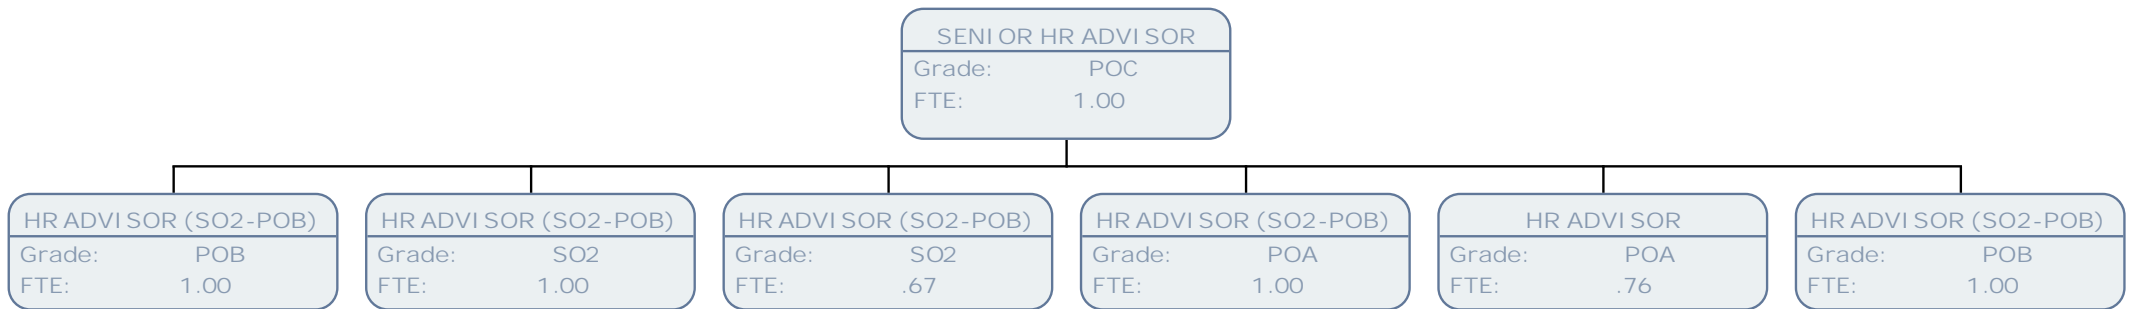 SENIOR HR ADVISOR
Grade: POC
FTE: 1.00
HR ADVISOR (SO2-POB)
Grade: POB
FTE: 1.00
HR ADVISOR (SO2-POB)
Grade: SO2
FTE: 1.00
HR ADVISOR (SO2-POB)
Grade: SO2
FTE: .67
HR ADVISOR (SO2-POB)
Grade: POA
FTE: 1.00
HR ADVISOR
Grade: POA
FTE: .76
HR ADVISOR (SO2-POB)
Grade: POB
FTE: 1.00